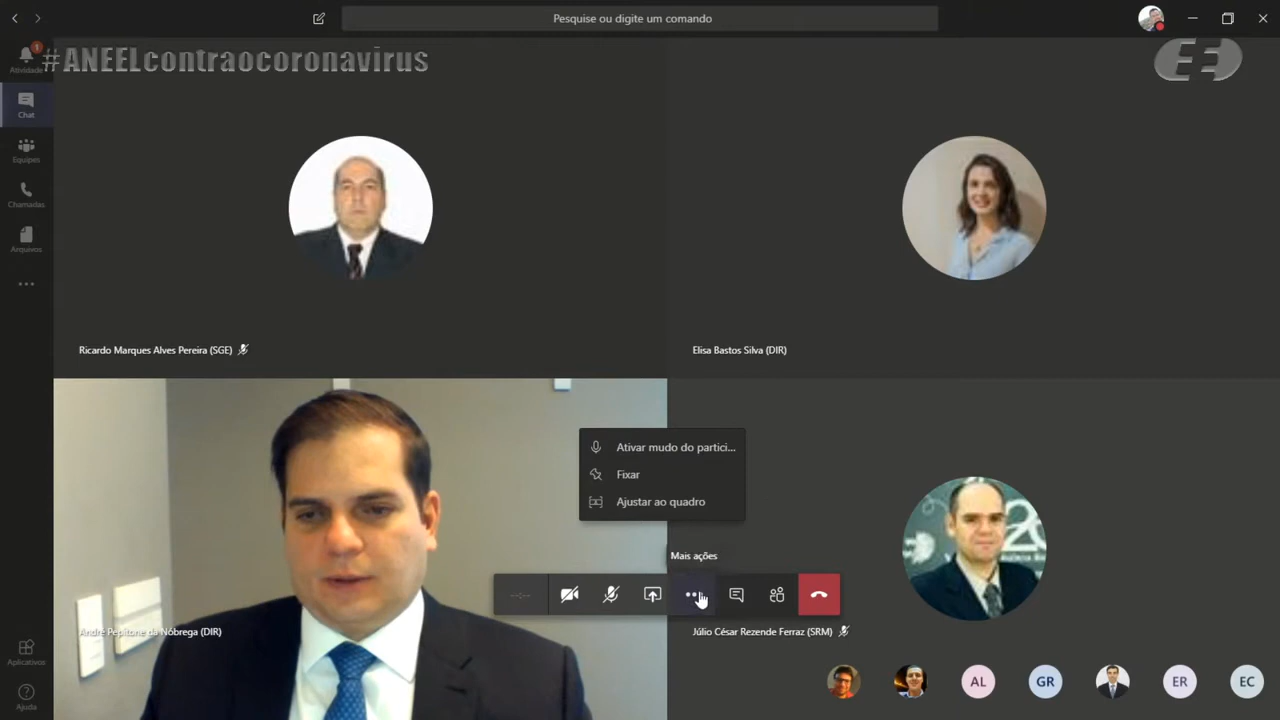 Pesquise ou digite um comando
#ANEELcontraocoronavirus
1
Atividade
Chat
Equipes
Chamadas
Arquivos
Ricardo Marques Alves Pereira (SGE)
Elisa Bastos Silva (DIR)
Ativar mudo do partici...
Fixar
Ajustar ao quadro
Mais ações
--:--
André Pepitone da Nóbrega (DIR)
Júlio César Rezende Ferraz (SRM)
AL
GR
ER
EC
Aplicativos
Ajuda